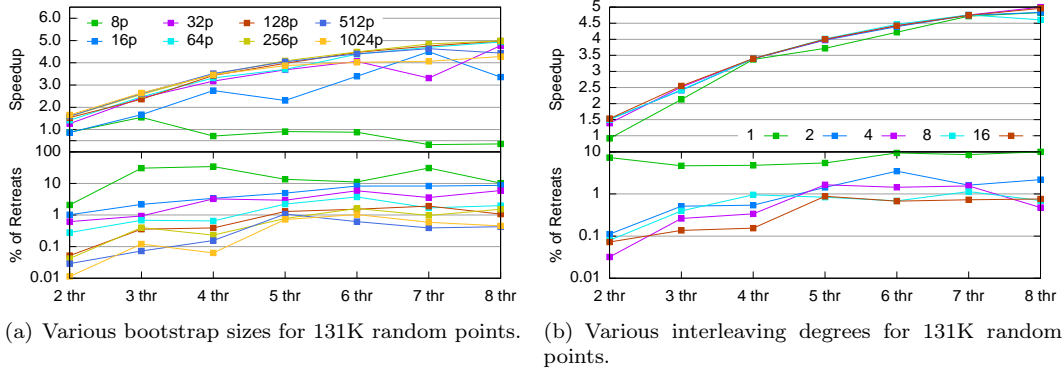 6.0
5.0
4.0
3.0
2.0
1.0
Speedup
8p 32p 128p 512p
16p 64p 256p 1024p
100
10
1
0.1
0.01
% of Retreats
2 thr 3 thr 4 thr 5 thr 6 thr 7 thr 8 thr
(a) Various bootstrap sizes for 131K random points.
5
4.5
4
3.5
3
2.5
2
1.5
1
Speedup
1 2 4 8 16
10
1
0.1
0.01
% of Retreats
2 thr 3 thr 4 thr 5 thr 6 thr 7 thr 8 thr
(b) Various interleaving degrees for 131K random
points.